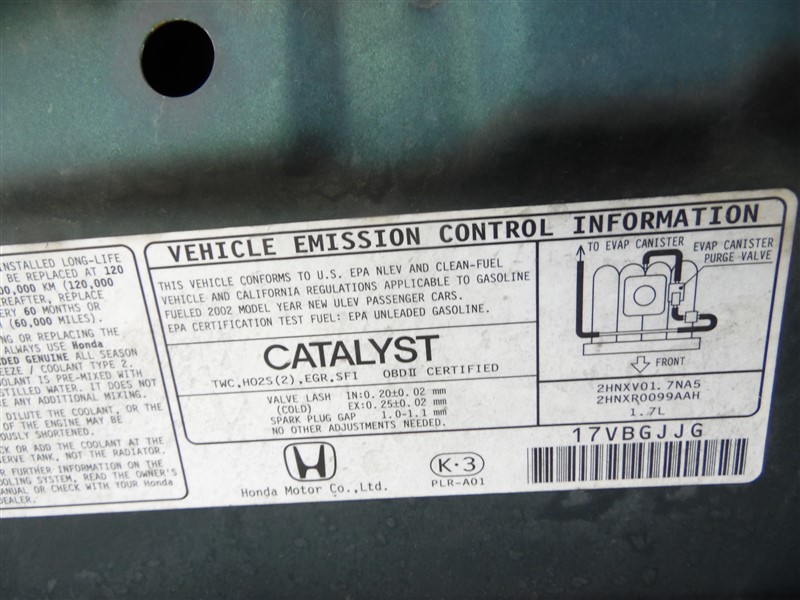 INSTALLED LONG-LIFE
BE REPLACED AT 120
00,000 KM (120,000
REAFTER, REPLACE
ERY 60 MONTHS OR
(60,000 MILES).
NG OR REPLACING THE
ALWAYS USE Honda
DED GENUINE ALL SEASON
EEZE / COOLANT TYPE 2.
OOLANT IS PRE-MIXED WITH
STILLED WATER. IT DOES NOT
RE ANY ADDITIONAL MIXING.
DILUTE THE COOLANT, OR THE
OF THE ENGINE MAY BE
OUSLY SHORTENED.
CK OR ADD THE COOLANT AT THE
SERVE TANK, NOT THE RADIATOR.
R FURTHER INFORMATION ON THE
OOLING SYSTEM, READ THE OWNER'S
ANUAL OR CHECK WITH YOUR Honda
DEALER.
VEHICLE EMISSION CONTROL INFORMATION
THIS VEHICLE CONFORMS TO U.S. EPA NLEV AND CLEAN-FUEL
VEHICLE AND CALIFORNIA REGULATIONS APPLICABLE TO GASOLINE
FUELED 2002 MODEL YEAR NEW ULEV PASSENGER CARS.
EPA CERTIFICATION TEST FUEL: EPA UNLEADED GASOLINE.
CATALYST
TWC,HO2S(2),EGR,SFI OBDⅡ CERTIFIED
VALVE LASH IN:0.20±0.02 mm
(COLD) EX:0.25±0.02 mm
SPARK PLUG GAP 1.0-1.1 mm
NO OTHER ADJUSTMENTS NEEDED.
TO EVAP CANISTER
EVAP CANISTER
PURGE VALVE
FRONT
2HNXV01.7NA5
2HNXR0099AAH
1.7L
Honda Motor Co.,Ltd.
K·3
PLR-A01
17VBGJJG